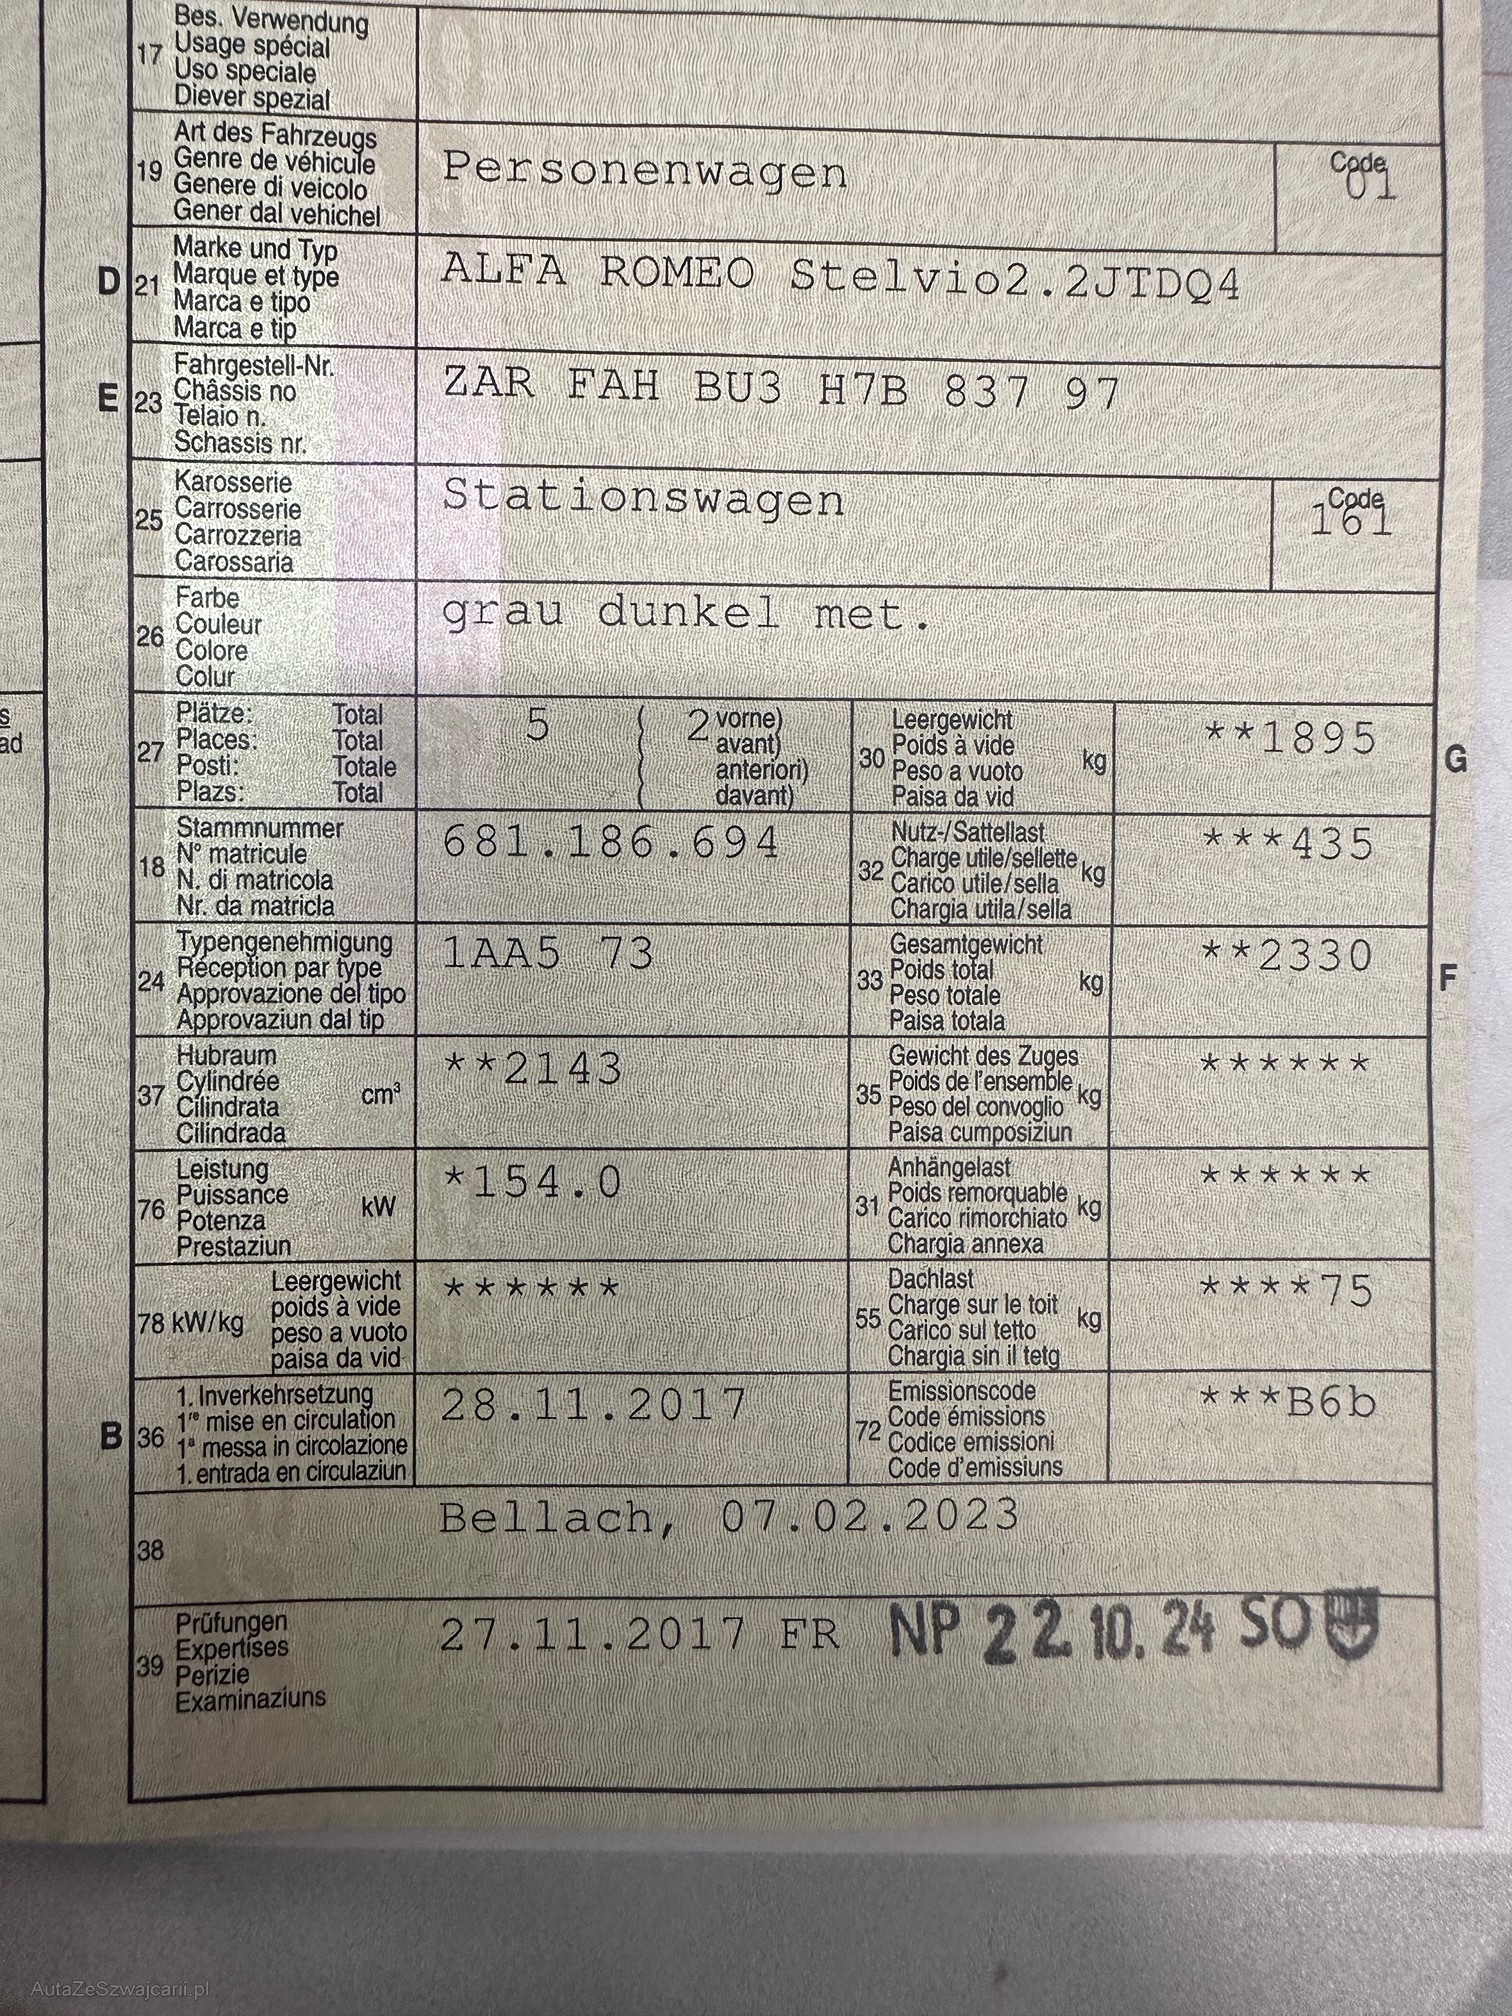 17 Bes. Verwendung
Usage spécial
Uso speciale
Diever spezial
19 Art des Fahrzeugs
Genre de véhicule
Genere di veicolo
Gener dal vehichel
Personenwagen
Code
01
D 21 Marke und Typ
Marque et type
Marca e tipo
Marca e tip
ALFA ROMEO Stelvio2.2JTDQ4
E 23 Fahrgestell-Nr.
Châssis no
Telaio n.
Schassis nr.
ZAR FAH BU3 H7B 837 97
25 Karosserie
Carrosserie
Carrozzeria
Carossaria
Stationswagen
Code
161
26 Farbe
Couleur
Colore
Colur
grau dunkel met.
s
ad
27 Plätze: Total
Places: Total
Posti: Totale
Plazs: Total
5 ( 2 vorne)
( avant)
( anteriori)
( davant)
30 Leergewicht
Poids à vide kg
Peso a vuoto
Paisa da vid
**1895
G
18 Stammnummer
N° matricule
N. di matricola
Nr. da matricla
681.186.694
32 Nutz-/Sattellast
Charge utile/sellette kg
Carico utile/sella
Chargia utila/sella
***435
24 Typengenehmigung
Réception par type
Approvazione del tipo
Approvaziun dal tip
1AA5 73
33 Gesamtgewicht
Poids total kg
Peso totale
Paisa totala
**2330
F
37 Hubraum
Cylindrée cm³
Cilindrata
Cilindrada
**2143
35 Gewicht des Zuges
Poids de l'ensemble kg
Peso del convoglio
Paisa cumposiziun
******
76 Leistung
Puissance kW
Potenza
Prestaziun
*154.0
31 Anhängelast
Poids remorquable kg
Carico rimorchiato
Chargia annexa
******
78 kW/kg Leergewicht
poids à vide
peso a vuoto
paisa da vid
******
55 Dachlast
Charge sur le toit kg
Carico sul tetto
Chargia sin il tetg
****75
B 36 1. Inverkehrsetzung
1re mise en circulation
1a messa in circolazione
1. entrada en circulaziun
28.11.2017
72 Emissionscode
Code émissions
Codice emissioni
Code d'emissiuns
***B6b
38 Bellach, 07.02.2023
39 Prüfungen
Expertises
Perizie
Examinaziuns
27.11.2017 FR NP 22.10.24 SO
AutaZeSzwajcarii.pl